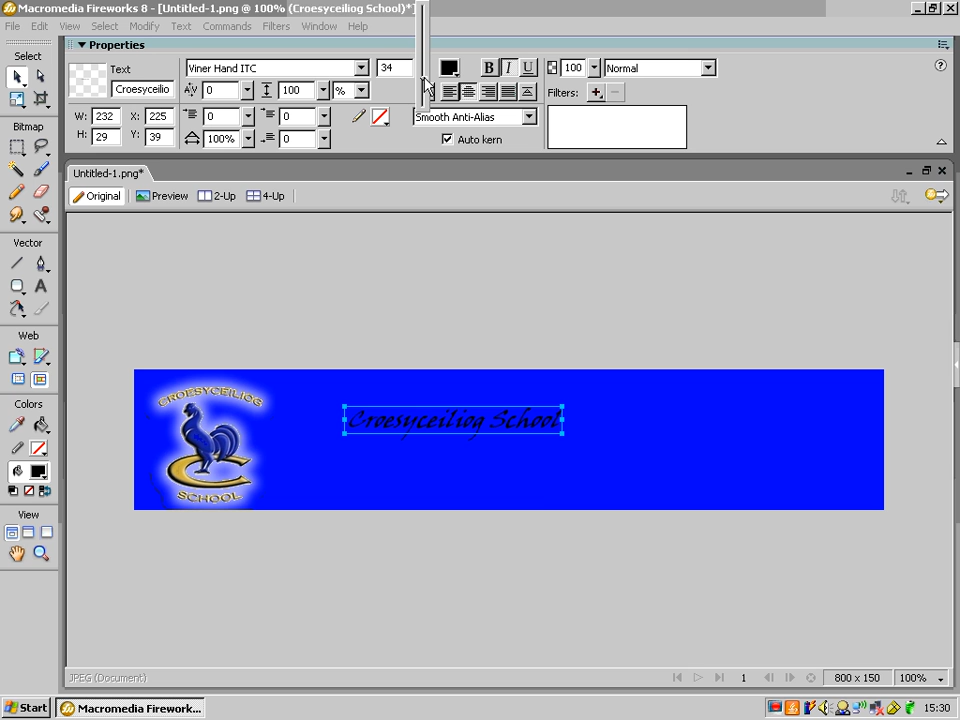 Macromedia Fireworks 8 - [Untitled-1.png @ 100% (Croesyceiliog School)*]
File Edit View Select Modify Text Commands Filters Window Help
Properties
Select
Text
Croesyceilio
Viner Hand ITC
34
B I U
100
Normal
0
100
%
Filters:
W: 232 X: 225
H: 29 Y: 39
0
0
Smooth Anti-Alias
100%
0
Auto kern
Bitmap
Untitled-1.png*
Original Preview 2-Up 4-Up
Vector
A
Web
Colors
View
CROESYCEILIOG
SCHOOL
Croesyceiliog School
JPEG (Document)
1
800 x 150
100%
Start
Macromedia Firework...
15:30